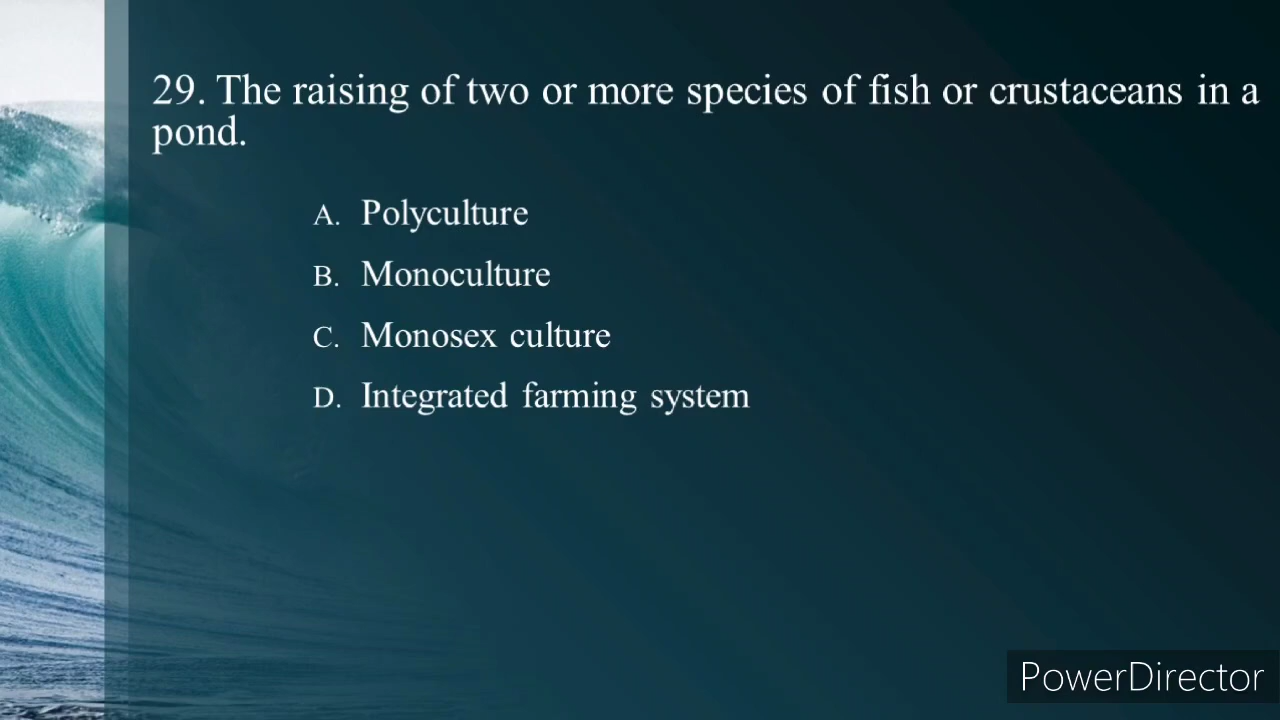 29. The raising of two or more species of fish or crustaceans in a
pond.
A. Polyculture
B. Monoculture
C. Monosex culture
D. Integrated farming system
PowerDirector